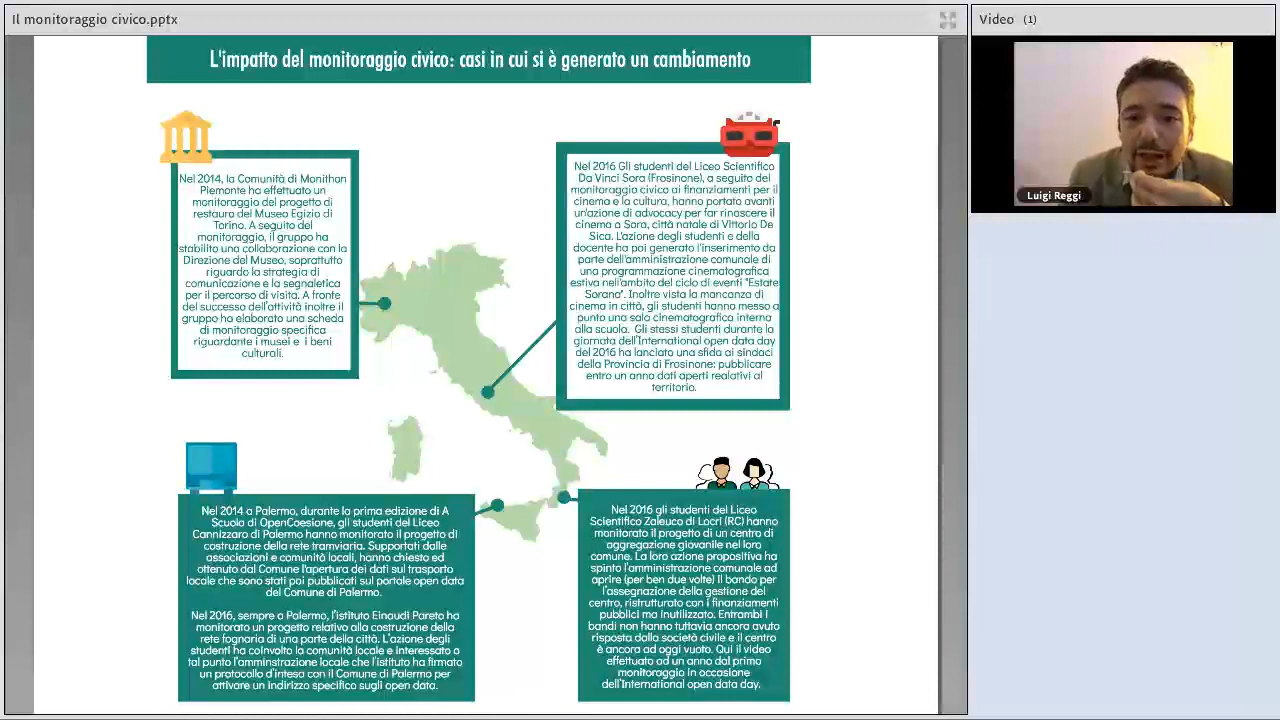 Il monitoraggio civico.pptx
Video (1)
L'impatto del monitoraggio civico: casi in cui si è generato un cambiamento
Nel 2014, la Comunità di Monithon
Piemonte ha effettuato un
monitoraggio del progetto di
restauro del Museo Egizio di
Torino. A seguito del
monitoraggio, il gruppo ha
stabilito una collaborazione con la
Direzione del Museo, soprattutto
riguardo la strategia di
comunicazione e la segnaletica
per il percorso di visita. A fronte
del successo dell'attività inoltre il
gruppo ha elaborato una scheda
di monitoraggio specifica
riguardante i musei e i beni
culturali.
Nel 2016 Gli studenti del Liceo Scientifico
Da Vinci Sora (Frosinone), a seguito del
monitoraggio civico ai finanziamenti per il
cinema e la cultura, hanno portato avanti
un'azione di advocacy per far rinascere il
cinema a Sora, città natale di Vittorio De
Sica. L'azione degli studenti e della
docente ha poi generato l'inserimento da
parte dell'amministrazione comunale di
una programmazione cinematografica
estiva nell'ambito del ciclo di eventi "Estate
Sorana". Inoltre vista la mancanza di
cinema in città, gli studenti hanno messo a
punto una sala cinematografica interna
alla scuola. Gli stessi studenti durante la
giornata dell'International open data day
del 2016 ha lanciato una sfida ai sindaci
della Provincia di Frosinone: pubblicare
entro un anno dati aperti realativi al
territorio.
Luigi Reggi
Nel 2014 a Palermo, durante la prima edizione di A
Scuola di OpenCoesione, gli studenti del Liceo
Cannizzaro di Palermo hanno monitorato il progetto di
costruzione della rete tramviaria. Supportati dalle
associazioni e comunità locali, hanno chiesto ed
ottenuto dal Comune l'apertura dei dati sul trasporto
locale che sono stati poi pubblicati sul portale open data
del Comune di Palermo.
Nel 2016, sempre a Palermo, l'istituto Einaudi Pareto ha
monitorato un progetto relativo alla costruzione della
rete fognaria di una parte della città. L'azione degli
studenti ha coinvolto la comunità locale e interessato a
tal punto l'amminstrazione locale che l'istituto ha firmato
un protocollo d'intesa con il Comune di Palermo per
attivare un indirizzo specifico sugli open data.
Nel 2016 gli studenti del Liceo
Scientifico Zaleuco di Locri (RC) hanno
monitorato il progetto di un centro di
aggregazione giovanile nel loro
comune. La loro azione propositiva ha
spinto l'amministrazione comunale ad
aprire (per ben due volte) Il bando per
l'assegnazione della gestione del
centro, ristrutturato con i finanziamenti
pubblici ma inutilizzato. Entrambi i
bandi non hanno tuttavia ancora avuto
risposta dalla società civile e il centro
è ancora ad oggi vuoto. Qui il video
effettuato ad un anno dal primo
monitoraggio in occasione
dell'International open data day.